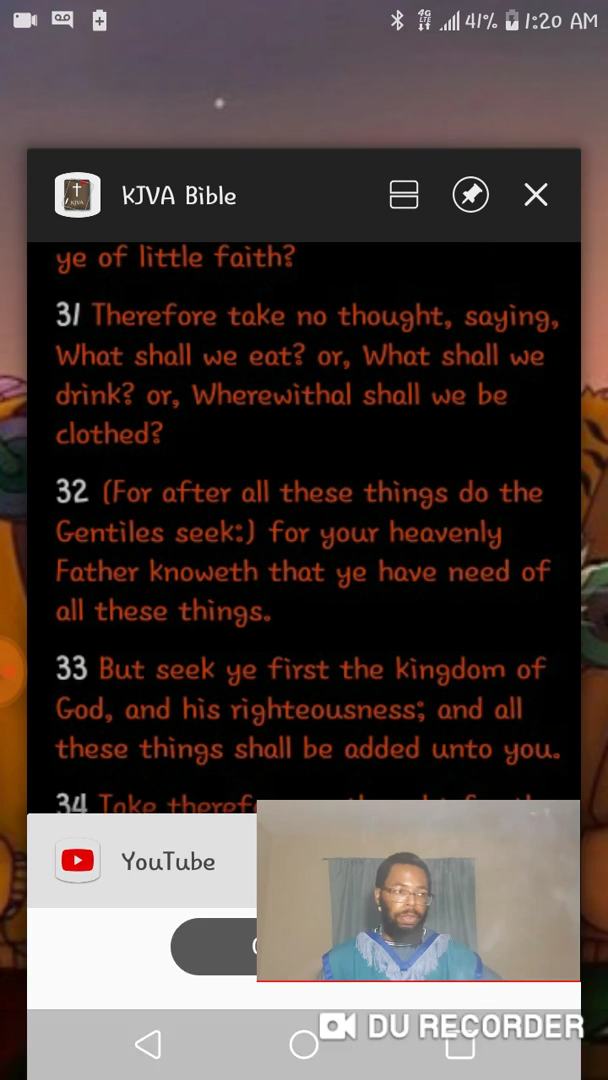 4G
LTE
41%
1:20 AM
KJVA
KJVA Bible
ye of little faith?
31 Therefore take no thought, saying,
What shall we eat? or, What shall we
drink? or, Wherewithal shall we be
clothed?
32 (For after all these things do the
Gentiles seek:) for your heavenly
Father knoweth that ye have need of
all these things.
33 But seek ye first the kingdom of
God, and his righteousness; and all
these things shall be added unto you.
34 Take
YouTube
DU RECORDER